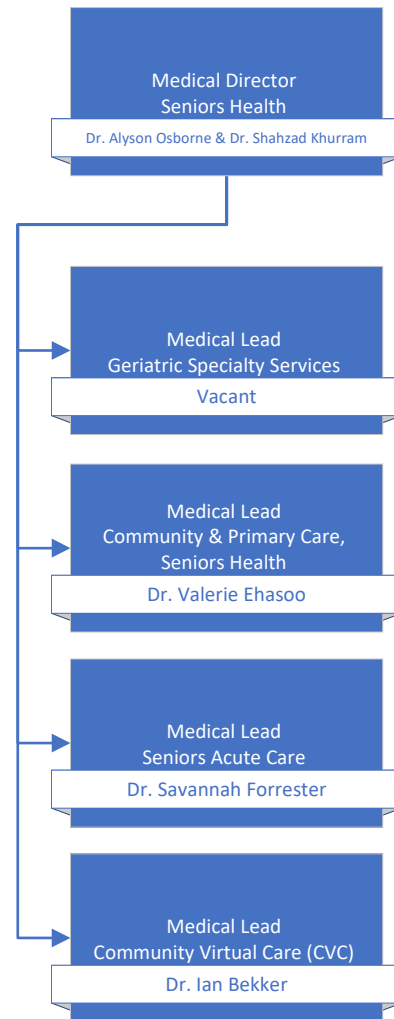 Medical Director
Seniors Health
Dr. Alyson Osborne & Dr. Shahzad Khurram
Medical Lead
Geriatric Specialty Services
Vacant
Medical Lead
Community & Primary Care,
Seniors Health
Dr. Valerie Ehasoo
Medical Lead
Seniors Acute Care
Dr. Savannah Forrester
Medical Lead
Community Virtual Care (CVC)
Dr. Ian Bekker